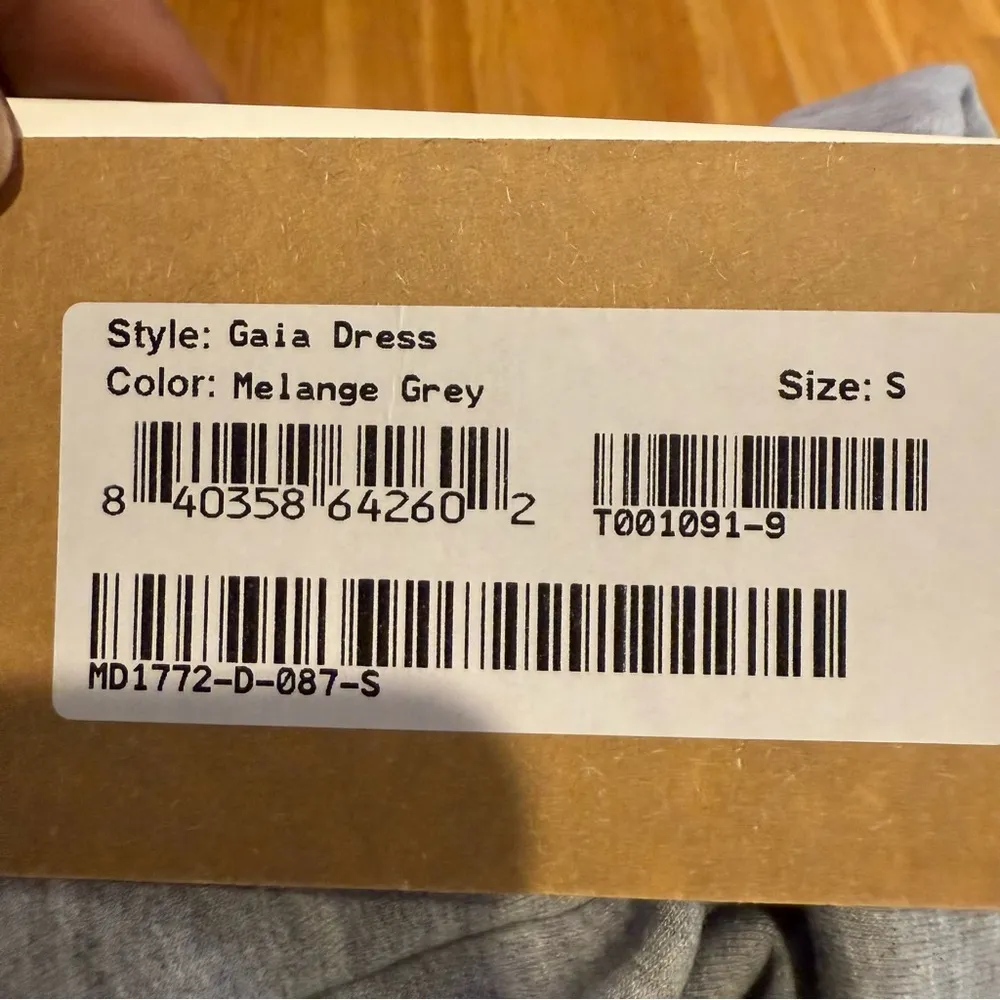 Style: Gaia Dress
Color: Melange Grey
Size: S
8 40358 64260 2
T001091-9
MD1772-D-087-S